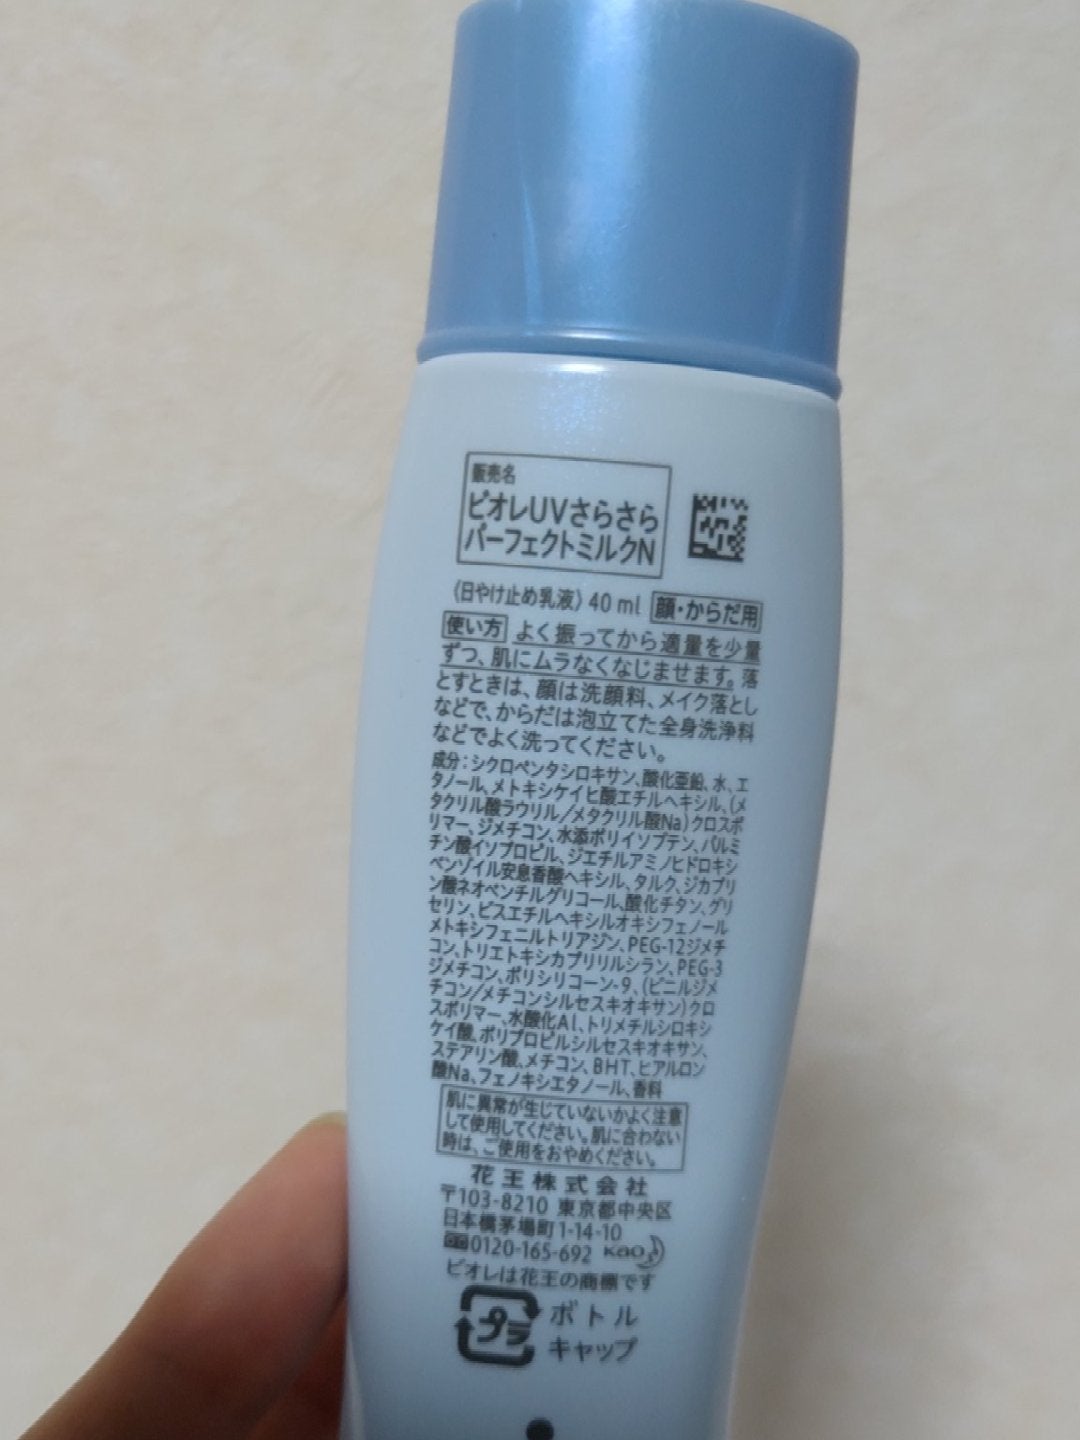 販売名
ビオレUVさらさら
パーフェクトミルクN
〈日やけ止め乳液〉40 ml 顔・からだ用
使い方 よく振ってから適量を少量
ずつ、肌にムラなくなじませます。落
とすときは、顔は洗顔料、メイク落とし
などで、からだは泡立てた全身洗浄料
などでよく洗ってください。
成分：シクロペンタシロキサン、酸化亜鉛、水、エ
タノール、メトキシケイヒ酸エチルヘキシル、(メ
タクリル酸ラウリル／メタクリル酸Na)クロスポ
リマー、ジメチコン、水添ポリイソブテン、パルミ
チン酸イソプロピル、ジエチルアミノヒドロキシ
ベンゾイル安息香酸ヘキシル、タルク、ジカプリ
ン酸ネオペンチルグリコール、酸化チタン、グリ
セリン、ビスエチルヘキシルオキシフェノール
メトキシフェニルトリアジン、PEG-12ジメチ
コン、トリエトキシカプリリルシラン、PEG-3
ジメチコン、ポリシリコーン-9、(ビニルジメ
チコン/メチコンシルセスキオキサン)クロ
スポリマー、水酸化Al、トリメチルシロキシ
ケイ酸、ポリプロピルシルセスキオキサン、
ステアリン酸、メチコン、BHT、ヒアルロン
酸Na、フェノキシエタノール、香料
肌に異常が生じていないかよく注意
して使用してください。肌に合わない
時は、ご使用をおやめください。
花王株式会社
〒103-8210 東京都中央区
日本橋茅場町1-14-10
0120-165-692 Kao
ビオレは花王の商標です
プラ ボトル
キャップ